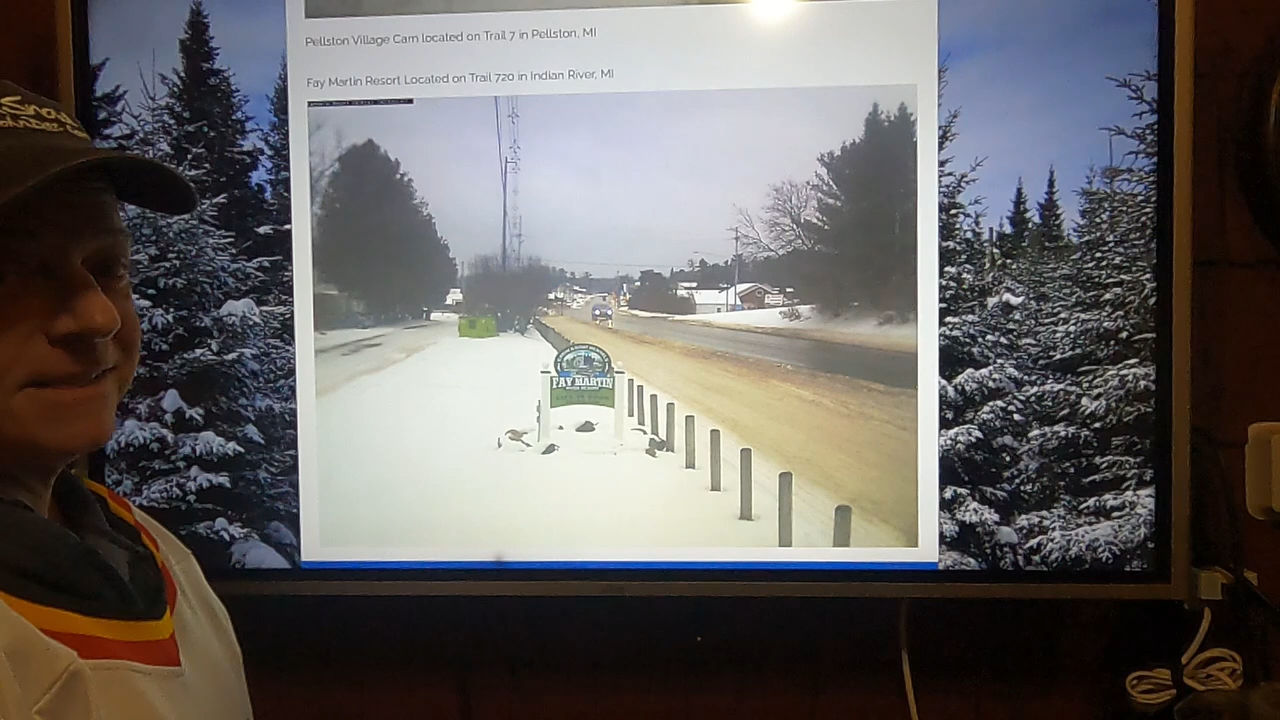 Pellston Village Cam located on Trail 7 in Pellston, MI
Fay Martin Resort Located on Trail 720 in Indian River, MI
FAY MARTIN